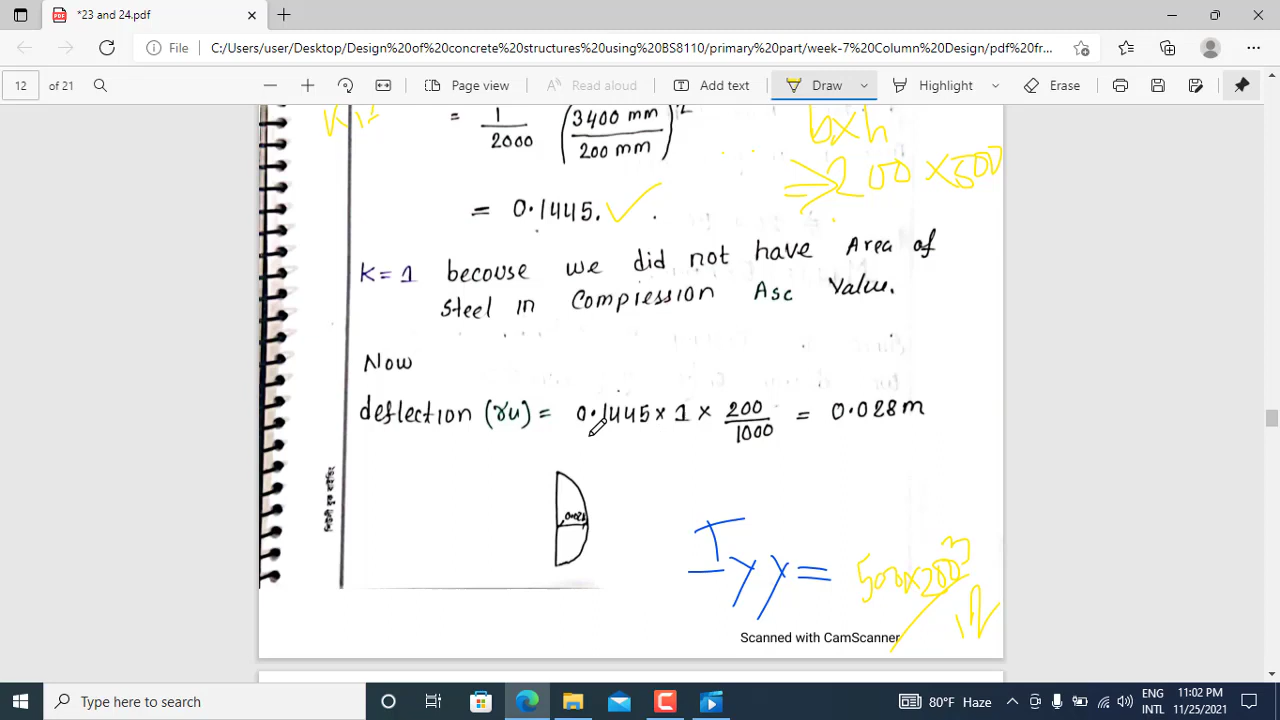 *23 and 24.pdf
File
C:/Users/user/Desktop/Design%20of%20concrete%20structures%20using%20BS8110/primary%20part/week-7%20Column%20Design/pdf%20fr...
12 of 21
Page view
Read aloud
Add text
Draw
Highlight
Erase
= 1/2000 (3400 mm/200 mm)²
b×h
⇒200×500
= 0.1445. ✓
K=1 becouse we did not have Area of
Steel in Compression Asc Value.
Now
deflection (ru) = 0.1445 × 1 × 200/1000 = 0.028 m
0.028
Iyy = 500×200³/12
Scanned with CamScanner
Type here to search
80°F Haze
ENG
INTL
11:02 PM
11/25/2021